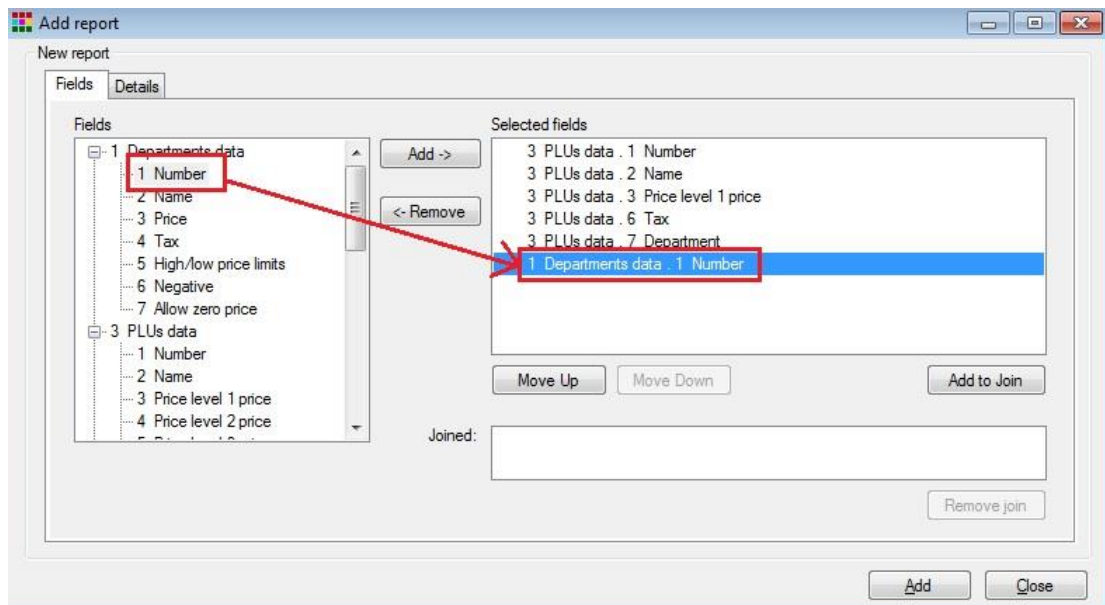 Add report
New report
Fields
Details
Fields
1 Departments data
1 Number
2 Name
3 Price
4 Tax
5 High/low price limits
6 Negative
7 Allow zero price
3 PLUs data
1 Number
2 Name
3 Price level 1 price
4 Price level 2 price
Add ->
<- Remove
Selected fields
3 PLUs data . 1 Number
3 PLUs data . 2 Name
3 PLUs data . 3 Price level 1 price
3 PLUs data . 6 Tax
3 PLUs data . 7 Department
1 Departments data . 1 Number
Move Up
Move Down
Add to Join
Joined:
Remove join
Add
Close